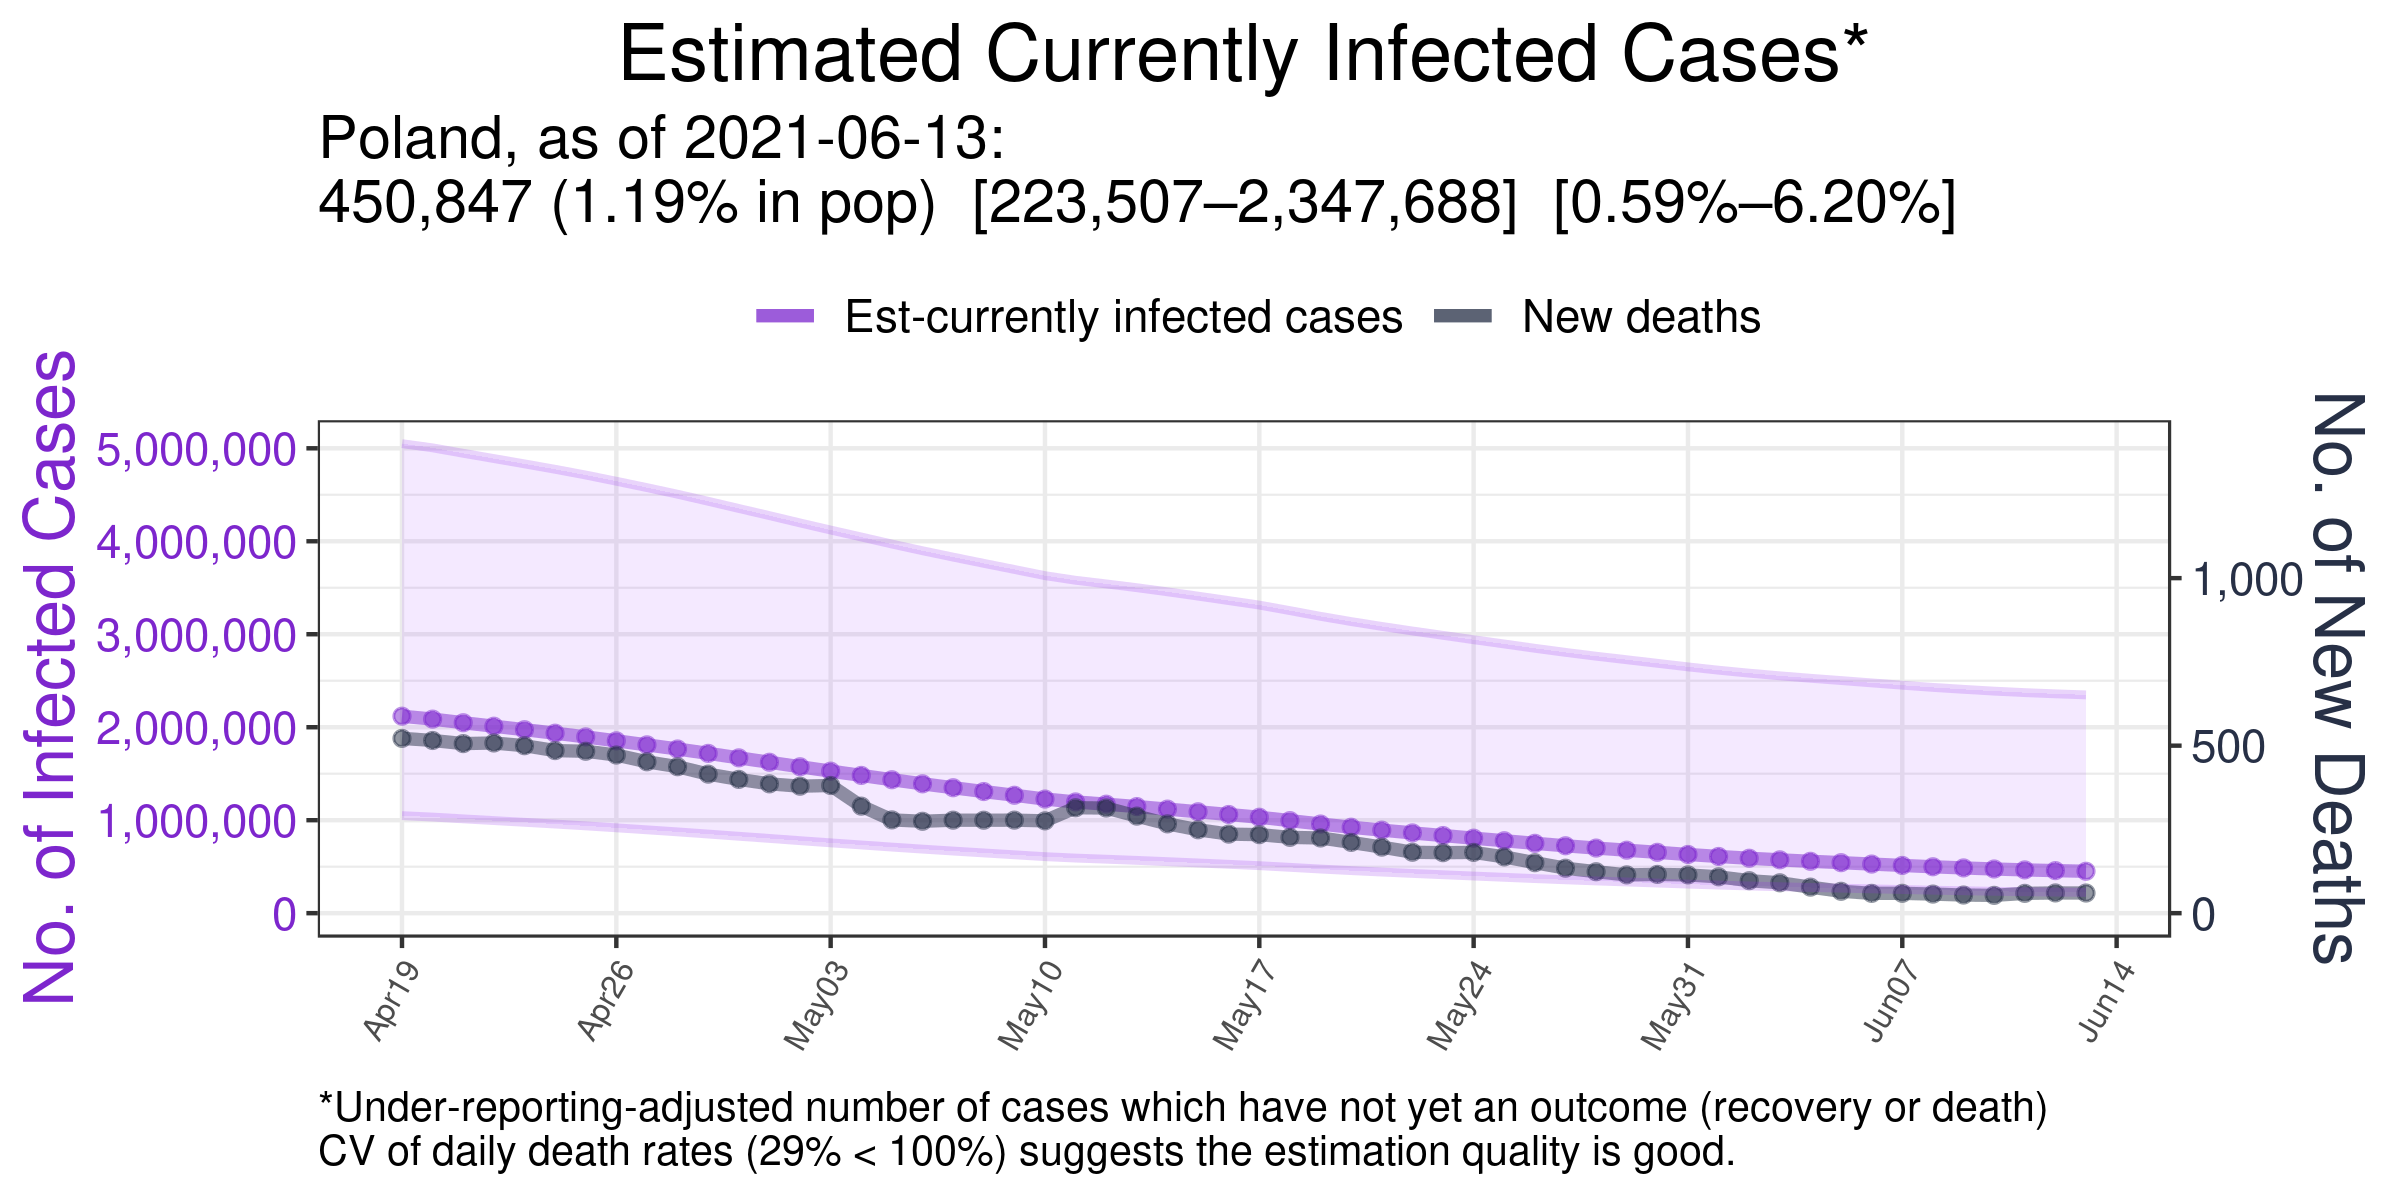 Estimated Currently Infected Cases*
Poland, as of 2021-06-13:
450,847 (1.19% in pop) [223,507–2,347,688] [0.59%–6.20%]
Est-currently infected cases New deaths
No. of Infected Cases
5,000,000
4,000,000
3,000,000
2,000,000
1,000,000
0
1,000
500
0
No. of New Deaths
Apr19 Apr26 May03 May10 May17 May24 May31 Jun07 Jun14
*Under-reporting-adjusted number of cases which have not yet an outcome (recovery or death)
CV of daily death rates (29% < 100%) suggests the estimation quality is good.